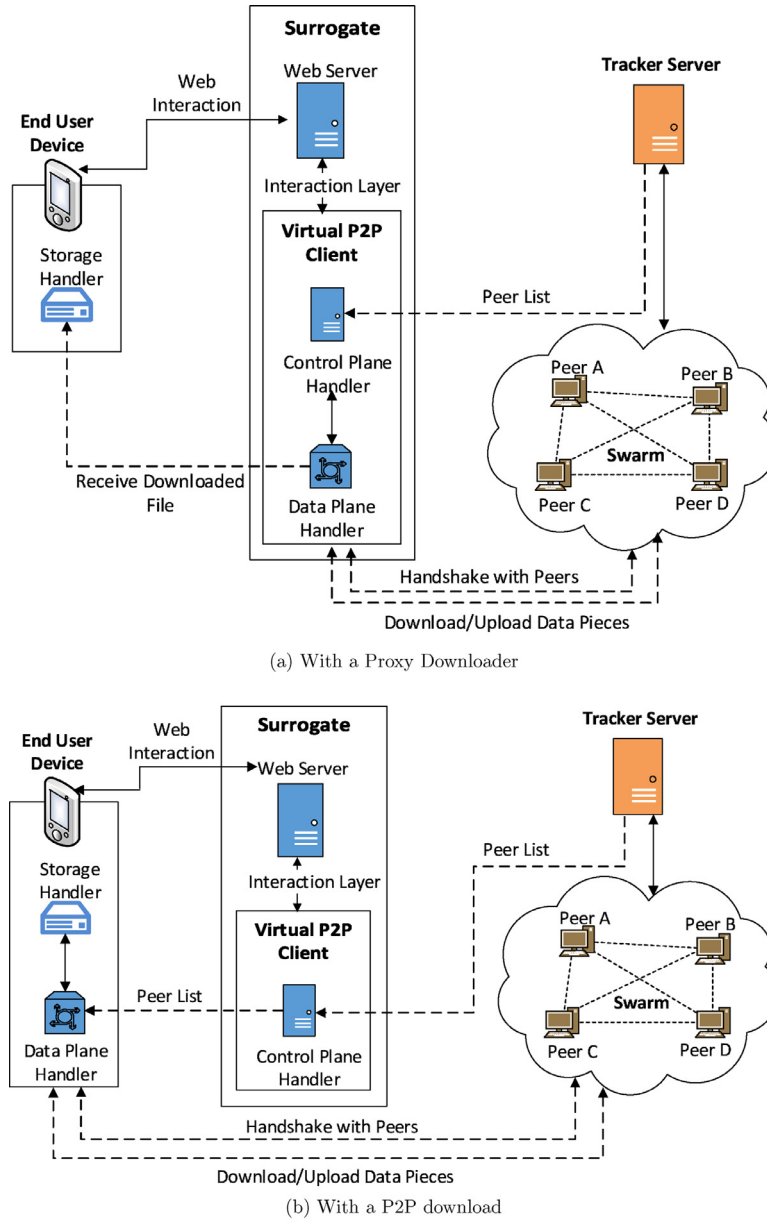 Surrogate
Web Server
Web
Interaction
Tracker Server
End User
Device
Interaction Layer
Virtual P2P
Client
Storage
Handler
Peer List
Control Plane
Handler
Peer A
Peer B
Swarm
Peer C
Peer D
Receive Downloaded
File
Data Plane
Handler
Handshake with Peers
Download/Upload Data Pieces
(a) With a Proxy Downloader
Surrogate
Tracker Server
Web
Interaction
End User
Device
Web Server
Peer List
Storage
Handler
Interaction Layer
Virtual P2P
Client
Peer A
Peer B
Peer List
Swarm
Data Plane
Handler
Control Plane
Handler
Peer C
Peer D
Handshake with Peers
Download/Upload Data Pieces
(b) With a P2P download